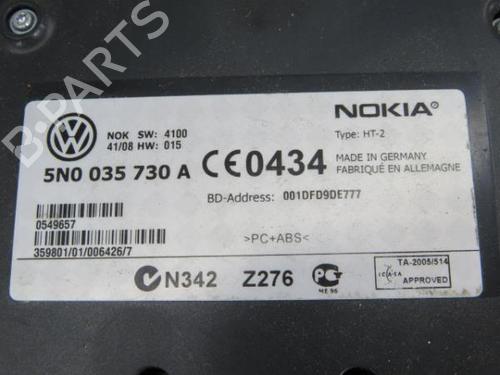 B-PARTS
NOK SW: 4100
41/08 HW: 015
5N0 035 730 A
CE0434
NOKIA®
Type: HT-2
MADE IN GERMANY
FABRIQUÉ EN ALLEMAGNE
BD-Address: 001DFD9DE777
0549657
>PC+ABS<
359801/01/006426/7
N342
Z276
ME 96
TA-2005/514
ICASA
APPROVED